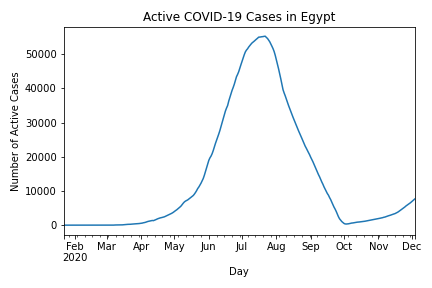 Active COVID-19 Cases in Egypt
Number of Active Cases
50000
40000
30000
20000
10000
0
Feb Mar Apr May Jun Jul Aug Sep Oct Nov Dec
2020
Day